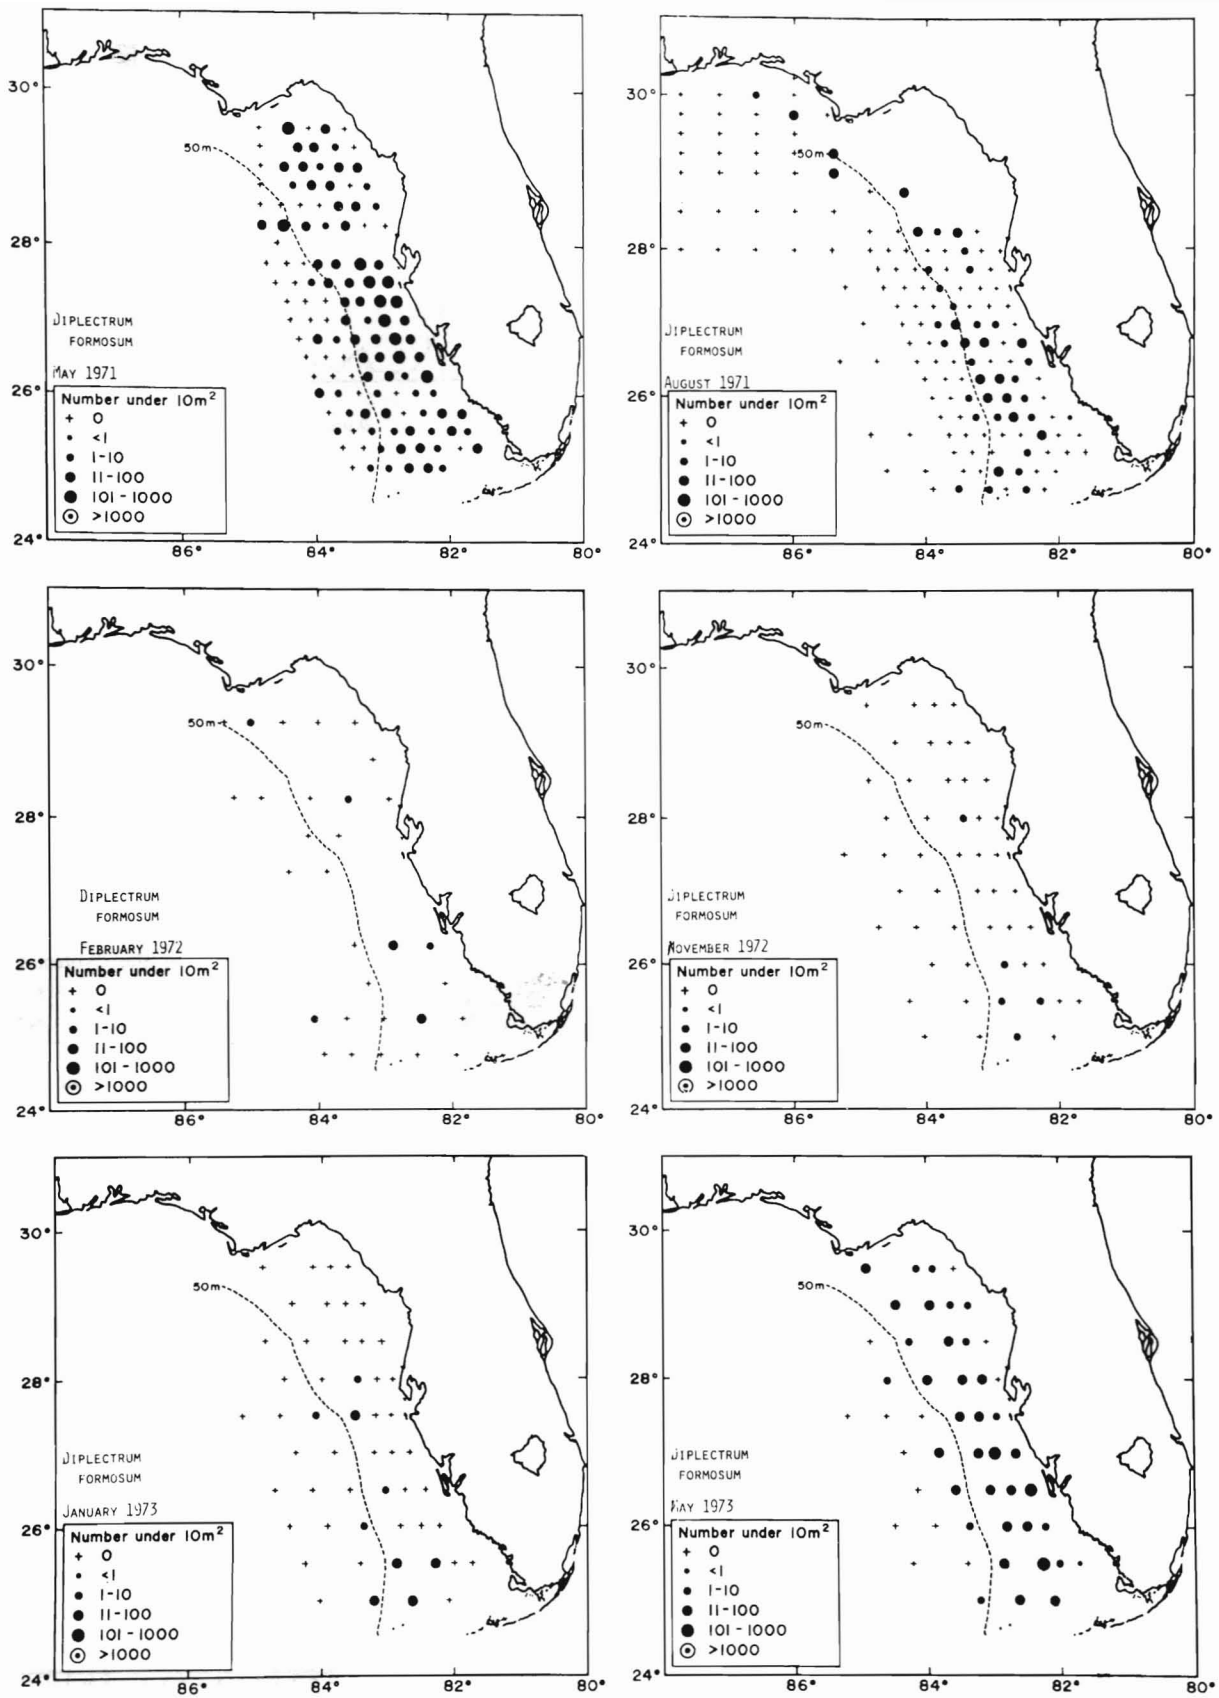 30°
50m
28°
DIPLECTRUM
FORMOSUM
MAY 1971
26°
Number under 10m²
+ 0
<1
1-10
11-100
101-1000
>1000
24°
86° 84° 82° 80°
30°
50m
28°
DIPLECTRUM
FORMOSUM
AUGUST 1971
26°
Number under 10m²
+ 0
<1
1-10
11-100
101-1000
>1000
24°
86° 84° 82° 80°
30°
50m
28°
DIPLECTRUM
FORMOSUM
FEBRUARY 1972
26°
Number under 10m²
+ 0
<1
1-10
11-100
101-1000
>1000
24°
86° 84° 82° 80°
30°
50m
28°
DIPLECTRUM
FORMOSUM
NOVEMBER 1972
26°
Number under 10m²
+ 0
<1
1-10
11-100
101-1000
>1000
24°
86° 84° 82° 80°
30°
50m
28°
DIPLECTRUM
FORMOSUM
JANUARY 1973
26°
Number under 10m²
+ 0
<1
1-10
11-100
101-1000
>1000
24°
86° 84° 82° 80°
30°
50m
28°
DIPLECTRUM
FORMOSUM
MAY 1973
26°
Number under 10m²
+ 0
<1
1-10
11-100
101-1000
>1000
24°
86° 84° 82° 80°